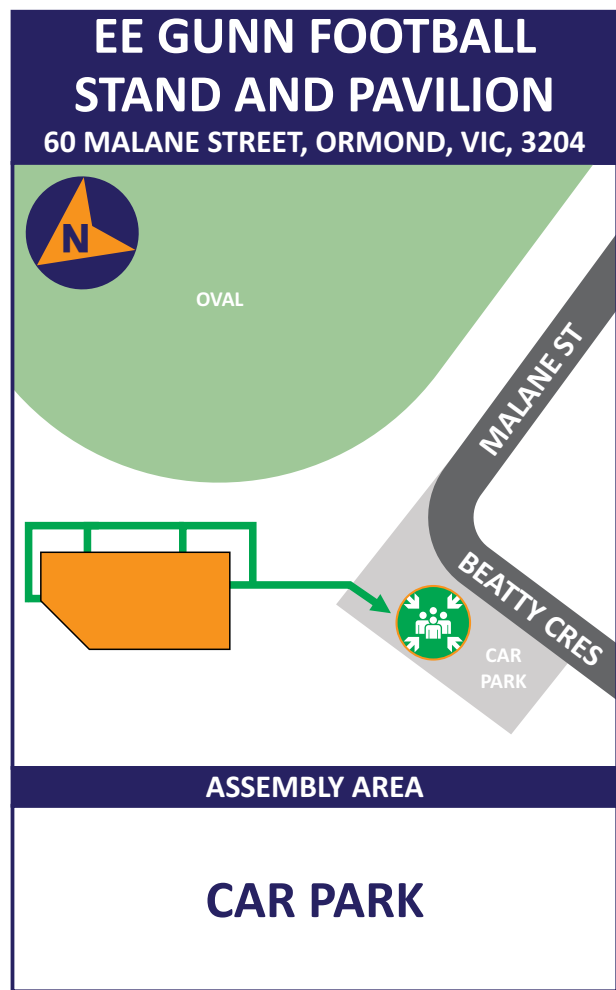 EE GUNN FOOTBALL
STAND AND PAVILION
60 MALANE STREET, ORMOND, VIC, 3204
N
OVAL
MALANE ST
BEATTY CRES
CAR
PARK
ASSEMBLY AREA
CAR PARK